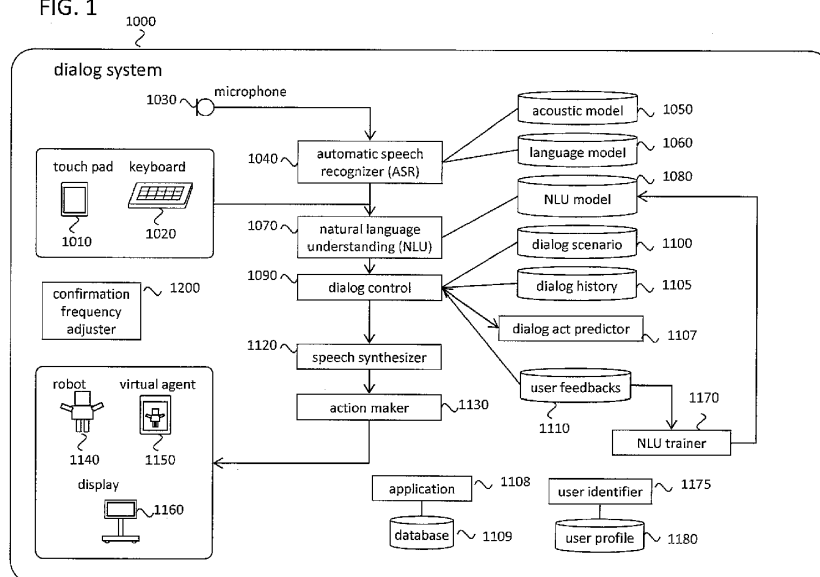 FIG. 1
1000
dialog system
microphone
1030
acoustic model
1050
1040
automatic speech
recognizer (ASR)
language model
1060
touch pad
keyboard
1010
1020
1080
NLU model
1070
natural language
understanding (NLU)
dialog scenario
1100
1090
dialog control
dialog history
1105
confirmation
frequency
adjuster
1200
dialog act predictor
1107
1120
speech synthesizer
user feedbacks
1110
1170
NLU trainer
robot
virtual agent
1140
1150
action maker
1130
display
1160
application
1108
database
1109
user identifier
1175
user profile
1180